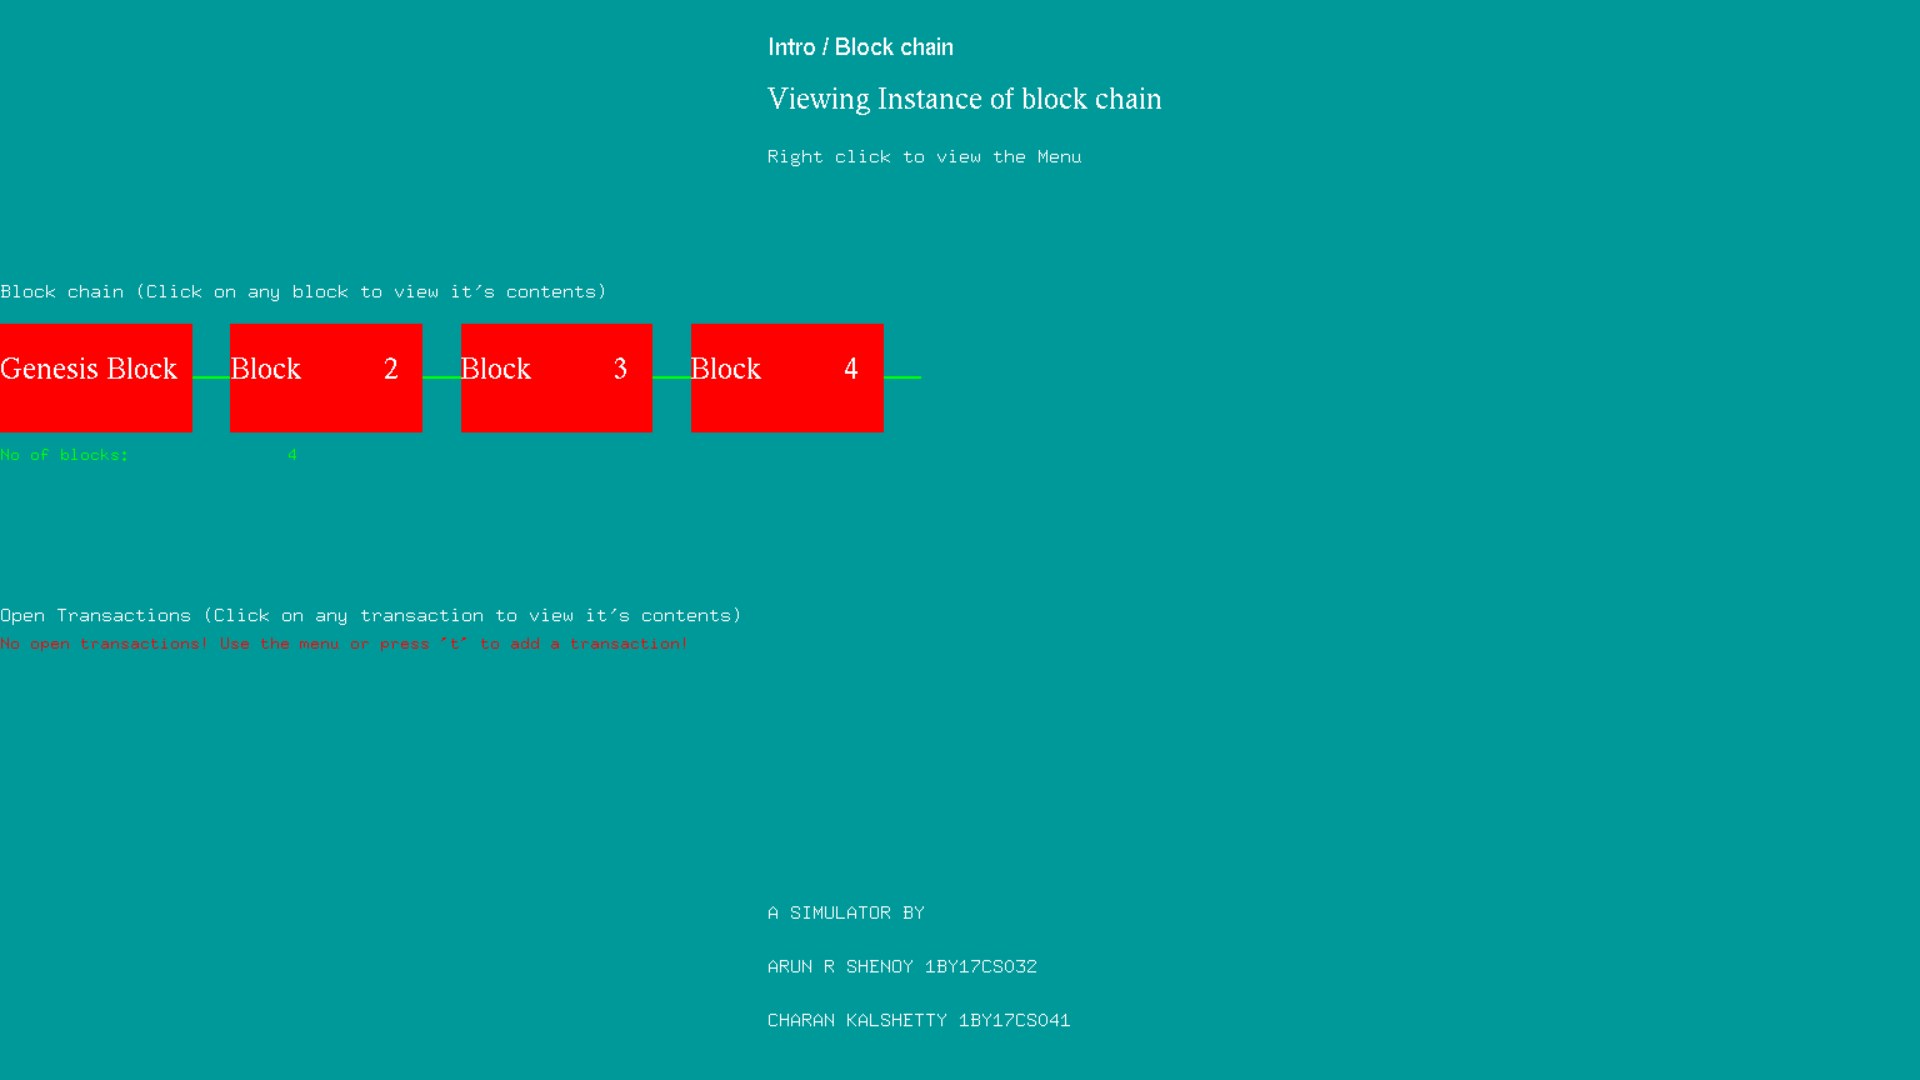 Intro / Block chain
Viewing Instance of block chain
Right click to view the Menu
Block chain (Click on any block to view it's contents)
Genesis Block Block 2 Block 3 Block 4
No of blocks: 4
Open Transactions (Click on any transaction to view it's contents)
No open transactions! Use the menu or press "t" to add a transaction!
A SIMULATOR BY
ARUN R SHENOY 1BY17CS032
CHARAN KALSHETTY 1BY17CS041